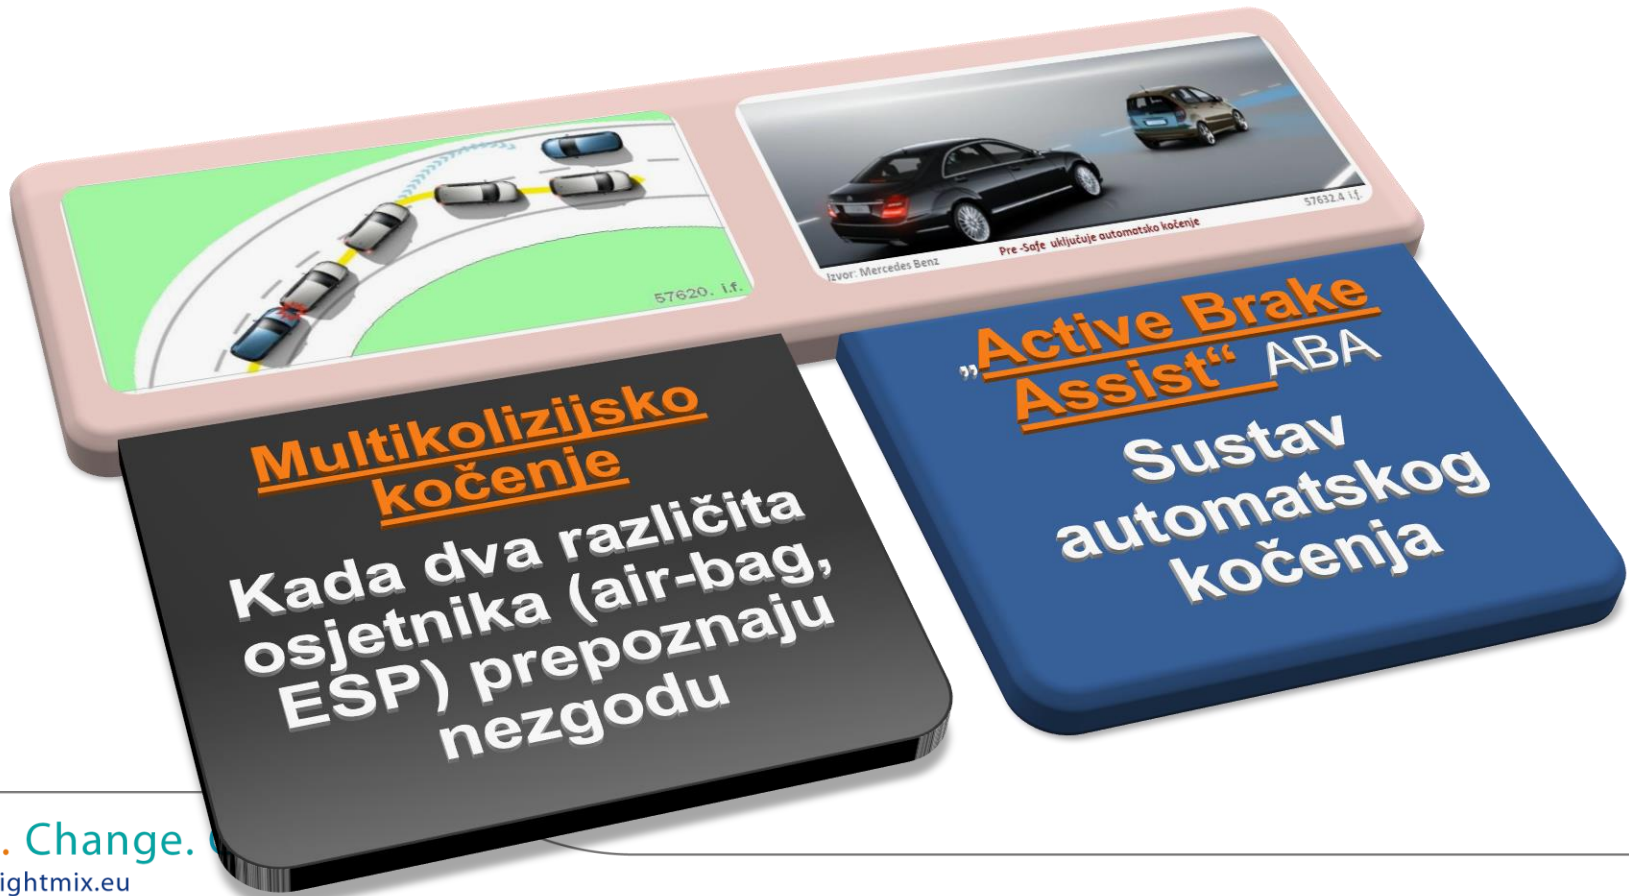 57620. i.f.
Izvor: Mercedes Benz
Pre -Safe uključuje automatsko kočenje
57632.4 i.f.
Multikolizijsko
kočenje
Kada dva različita
osjetnika (air-bag,
ESP) prepoznaju
nezgodu
„Active Brake
Assist“ ABA
Sustav
automatskog
kočenja
. Change.
ightmix.eu